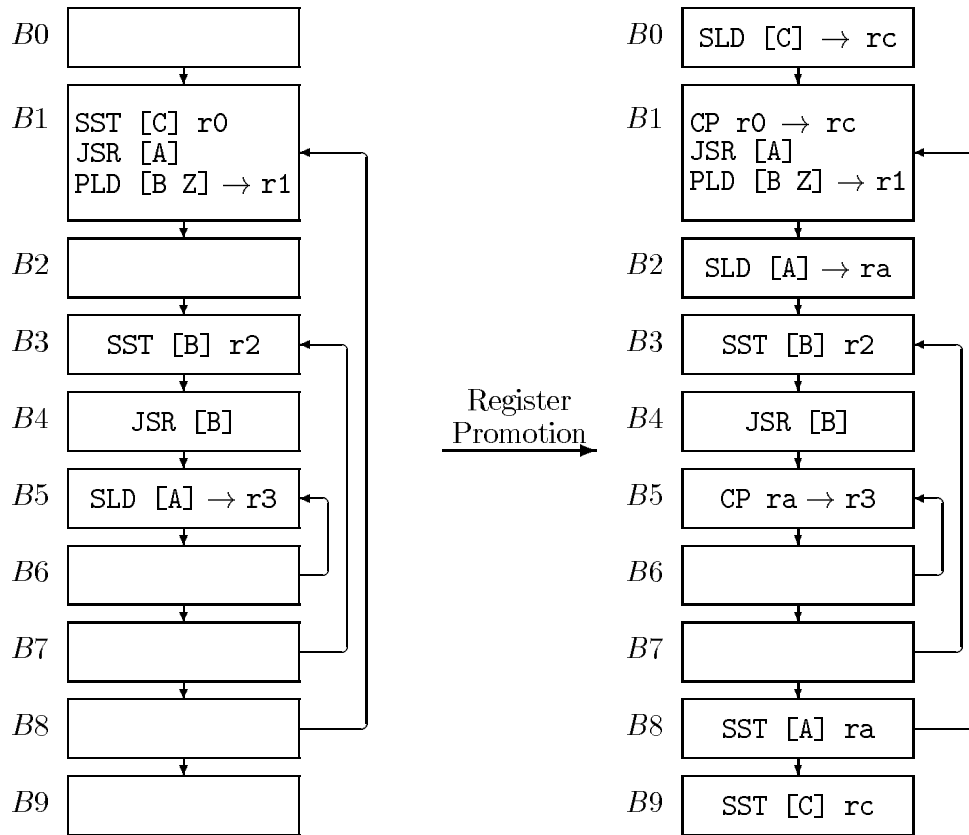 B0
B1
SST [C] r0
JSR [A]
PLD [B Z] → r1
B2
B3
SST [B] r2
B4
JSR [B]
B5
SLD [A] → r3
B6
B7
B8
B9
Register
Promotion
B0
SLD [C] → rc
B1
CP r0 → rc
JSR [A]
PLD [B Z] → r1
B2
SLD [A] → ra
B3
SST [B] r2
B4
JSR [B]
B5
CP ra → r3
B6
B7
B8
SST [A] ra
B9
SST [C] rc